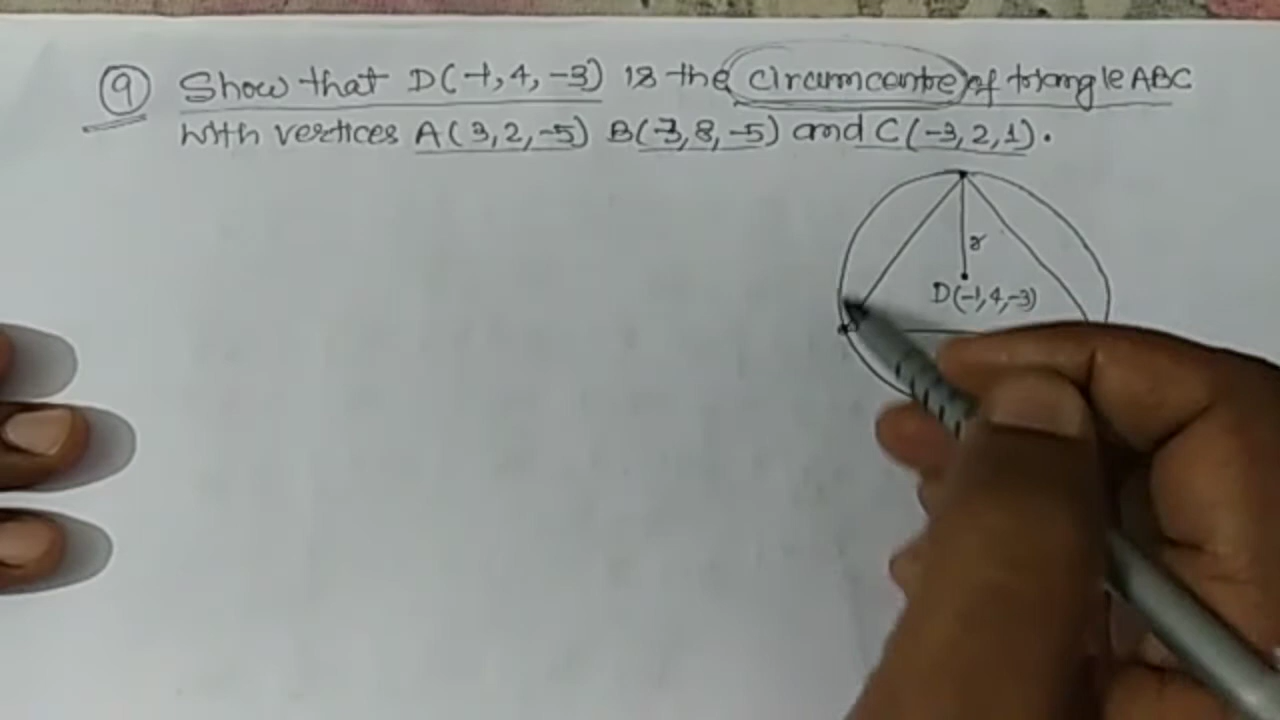 9 Show that D(-1, 4, -3) is the circumcentre of triangle ABC
with vertices A(3, 2, -5) B(-3, 8, -5) and C(-3, 2, 1).
r
D(-1, 4, -3)